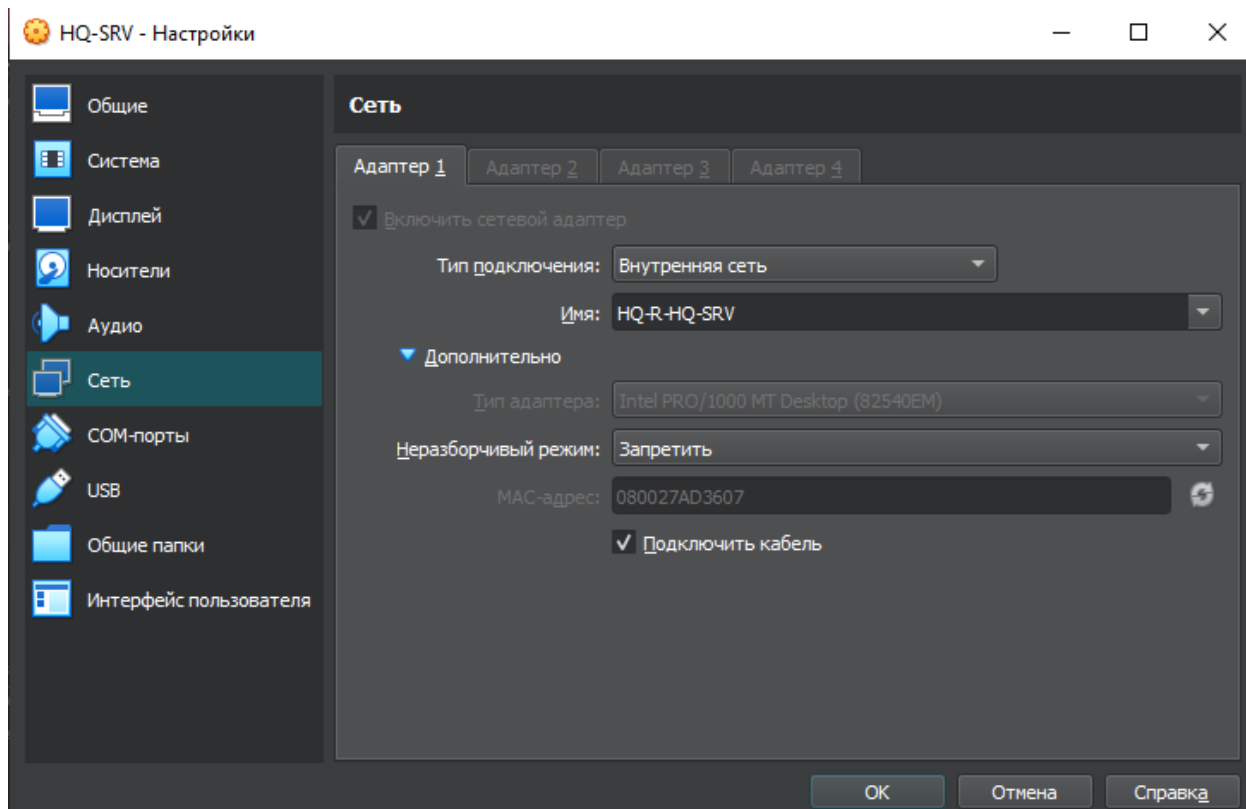 HQ-SRV - Настройки
Общие
Система
Дисплей
Носители
Аудио
Сеть
COM-порты
USB
Общие папки
Интерфейс пользователя
Сеть
Адаптер 1 Адаптер 2 Адаптер 3 Адаптер 4
Включить сетевой адаптер
Тип подключения: Внутренняя сеть
Имя: HQ-R-HQ-SRV
Дополнительно
Тип адаптера: Intel PRO/1000 MT Desktop (82540EM)
Неразборчивый режим: Запретить
MAC-адрес: 080027AD3607
Подключить кабель
OK Отмена Справка